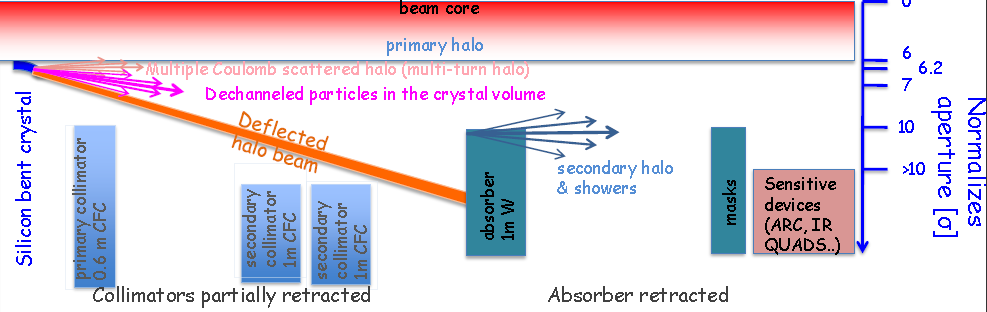 beam core
0
primary halo
6
6.2
Multiple Coulomb scattered halo (multi-turn halo)
7
Dechanneled particles in the crystal volume
Silicon bent crystal
Deflected
halo beam
10
>10
Normalizes
aperture [σ]
primary collimator
0.6 m CFC
secondary
collimator
1m CFC
secondary
collimator
1m CFC
absorber
1m W
secondary halo
& showers
masks
Sensitive
devices
(ARC, IR
QUADS..)
Collimators partially retracted
Absorber retracted